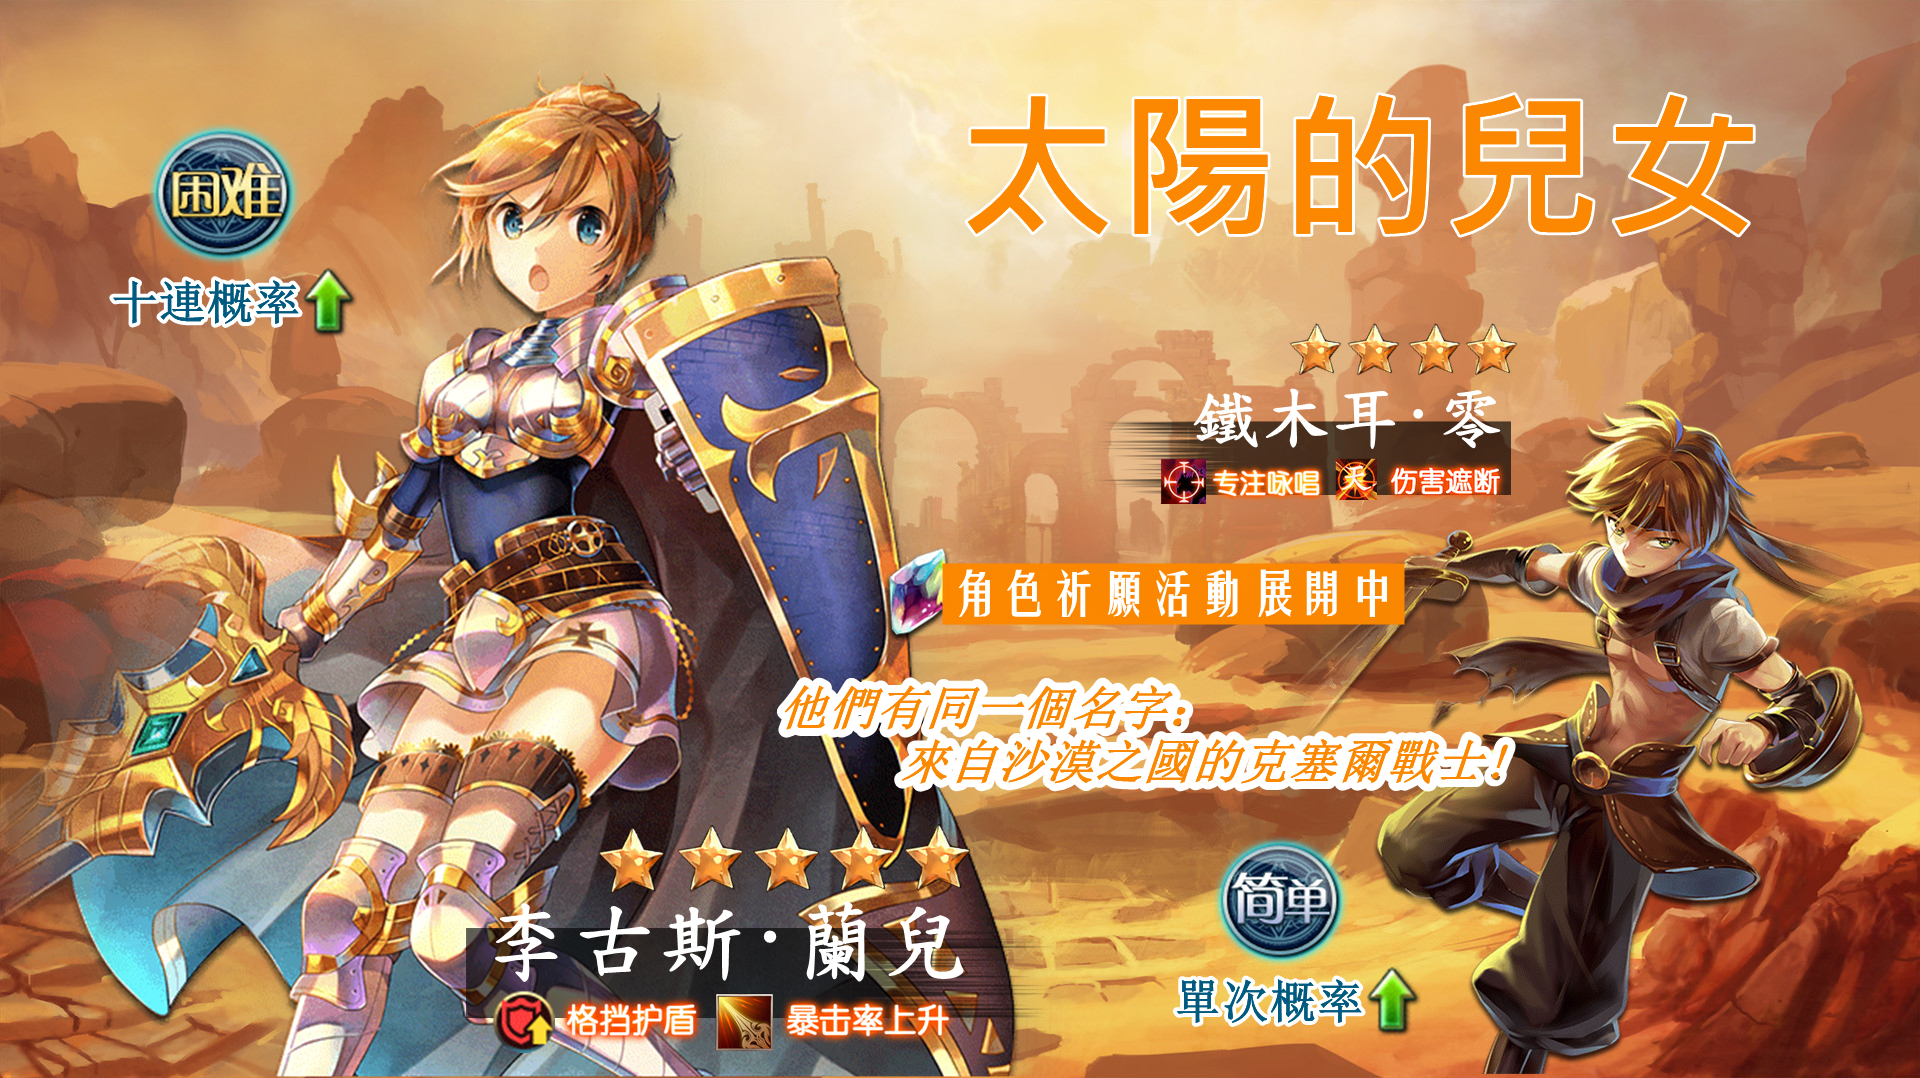 太陽的兒女
困难
十連概率
鐵木耳·零
专注咏唱 天 伤害遮断
角色祈願活動展開中
他們有同一個名字：
來自沙漠之國的克塞爾戰士！
李古斯·蘭兒
格挡护盾 暴击率上升
简单
單次概率